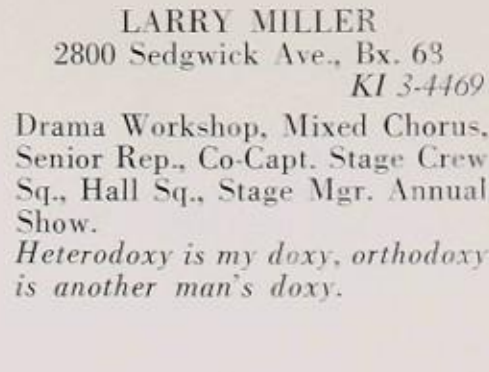 LARRY MILLER
2800 Sedgwick Ave., Bx. 63
KI 3-4469
Drama Workshop, Mixed Chorus,
Senior Rep., Co-Capt. Stage Crew
Sq., Hall Sq., Stage Mgr. Annual
Show.
Heterodoxy is my doxy, orthodoxy
is another man's doxy.